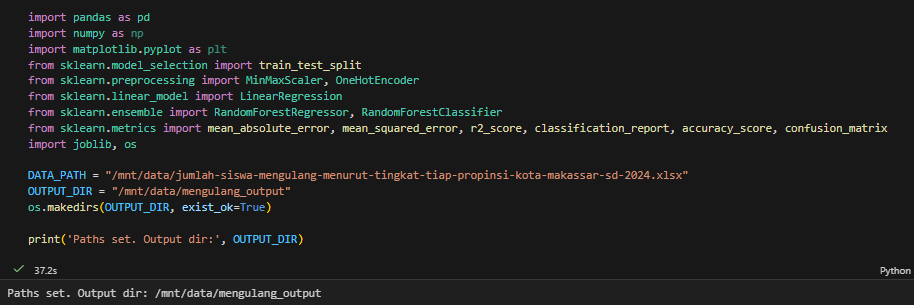 import pandas as pd
import numpy as np
import matplotlib.pyplot as plt
from sklearn.model_selection import train_test_split
from sklearn.preprocessing import MinMaxScaler, OneHotEncoder
from sklearn.linear_model import LinearRegression
from sklearn.ensemble import RandomForestRegressor, RandomForestClassifier
from sklearn.metrics import mean_absolute_error, mean_squared_error, r2_score, classification_report, accuracy_score, confusion_matrix
import joblib, os
DATA_PATH = "/mnt/data/jumlah-siswa-mengulang-menurut-tingkat-tiap-propinsi-kota-makassar-sd-2024.xlsx"
OUTPUT_DIR = "/mnt/data/mengulang_output"
os.makedirs(OUTPUT_DIR, exist_ok=True)
print('Paths set. Output dir:', OUTPUT_DIR)
37.2s
Python
Paths set. Output dir: /mnt/data/mengulang_output